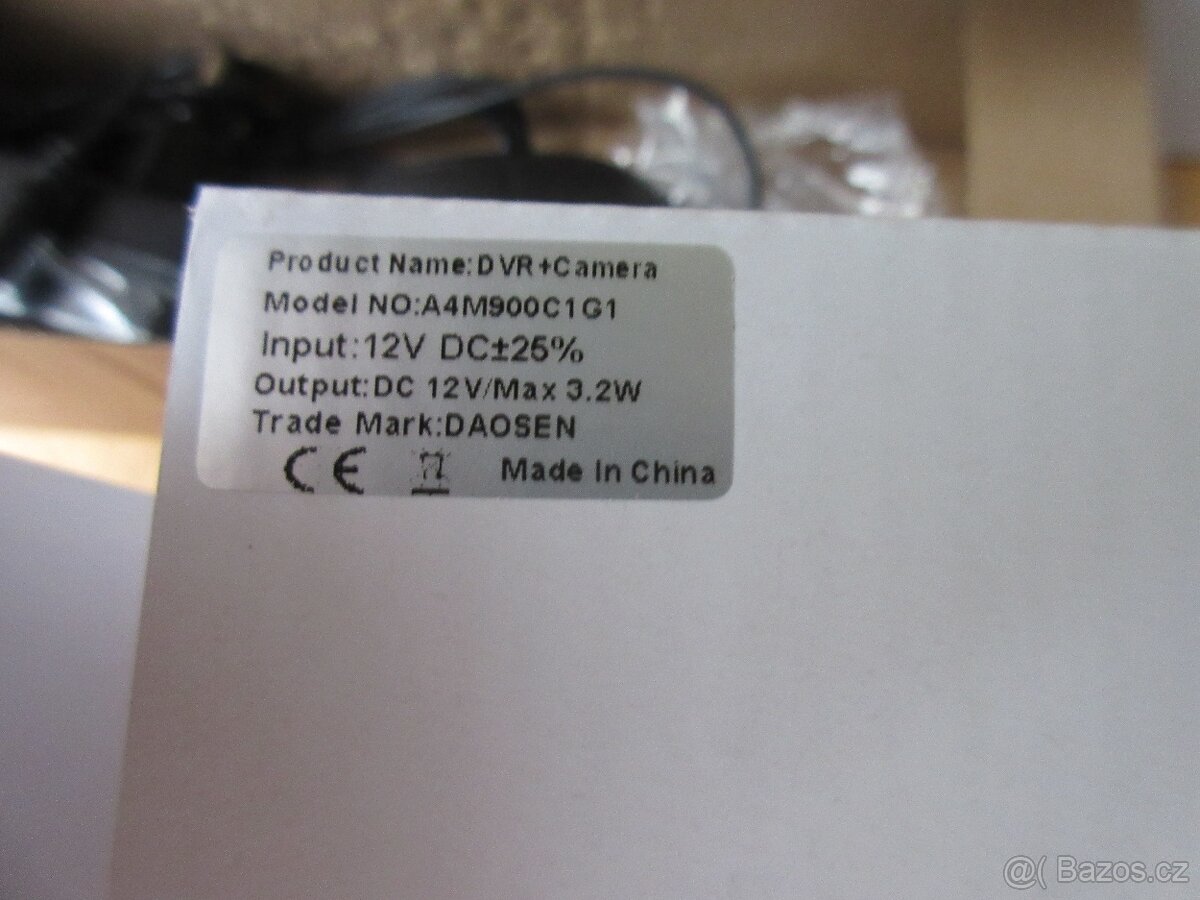 Product Name:DVR+Camera
Model NO:A4M900C1G1
Input:12V DC±25%
Output:DC 12V/Max 3.2W
Trade Mark:DAOSEN
CE Made In China
@( Bazos.cz